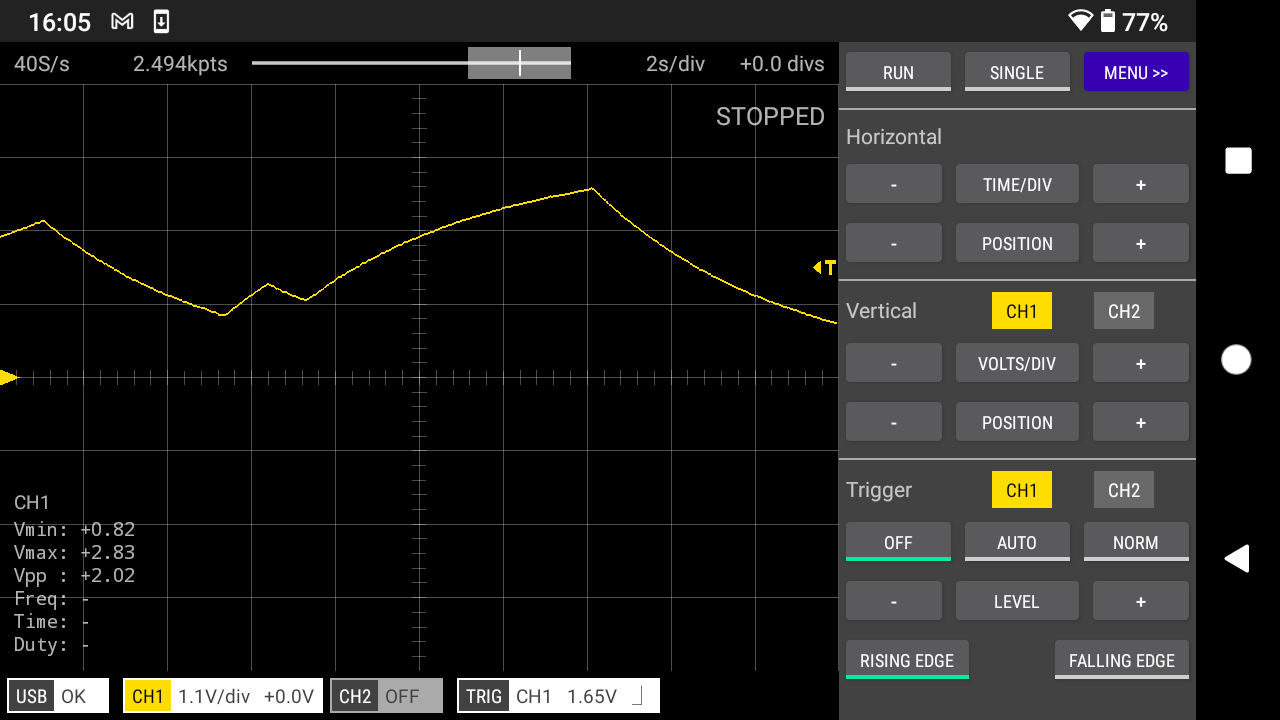 16:05 77%
40S/s 2.494kpts 2s/div +0.0 divs
STOPPED
T
CH1
Vmin: +0.82
Vmax: +2.83
Vpp : +2.02
Freq: -
Time: -
Duty: -
USB OK CH1 1.1V/div +0.0V CH2 OFF TRIG CH1 1.65V
RUN SINGLE MENU >>
Horizontal
- TIME/DIV +
- POSITION +
Vertical CH1 CH2
- VOLTS/DIV +
- POSITION +
Trigger CH1 CH2
OFF AUTO NORM
- LEVEL +
RISING EDGE FALLING EDGE